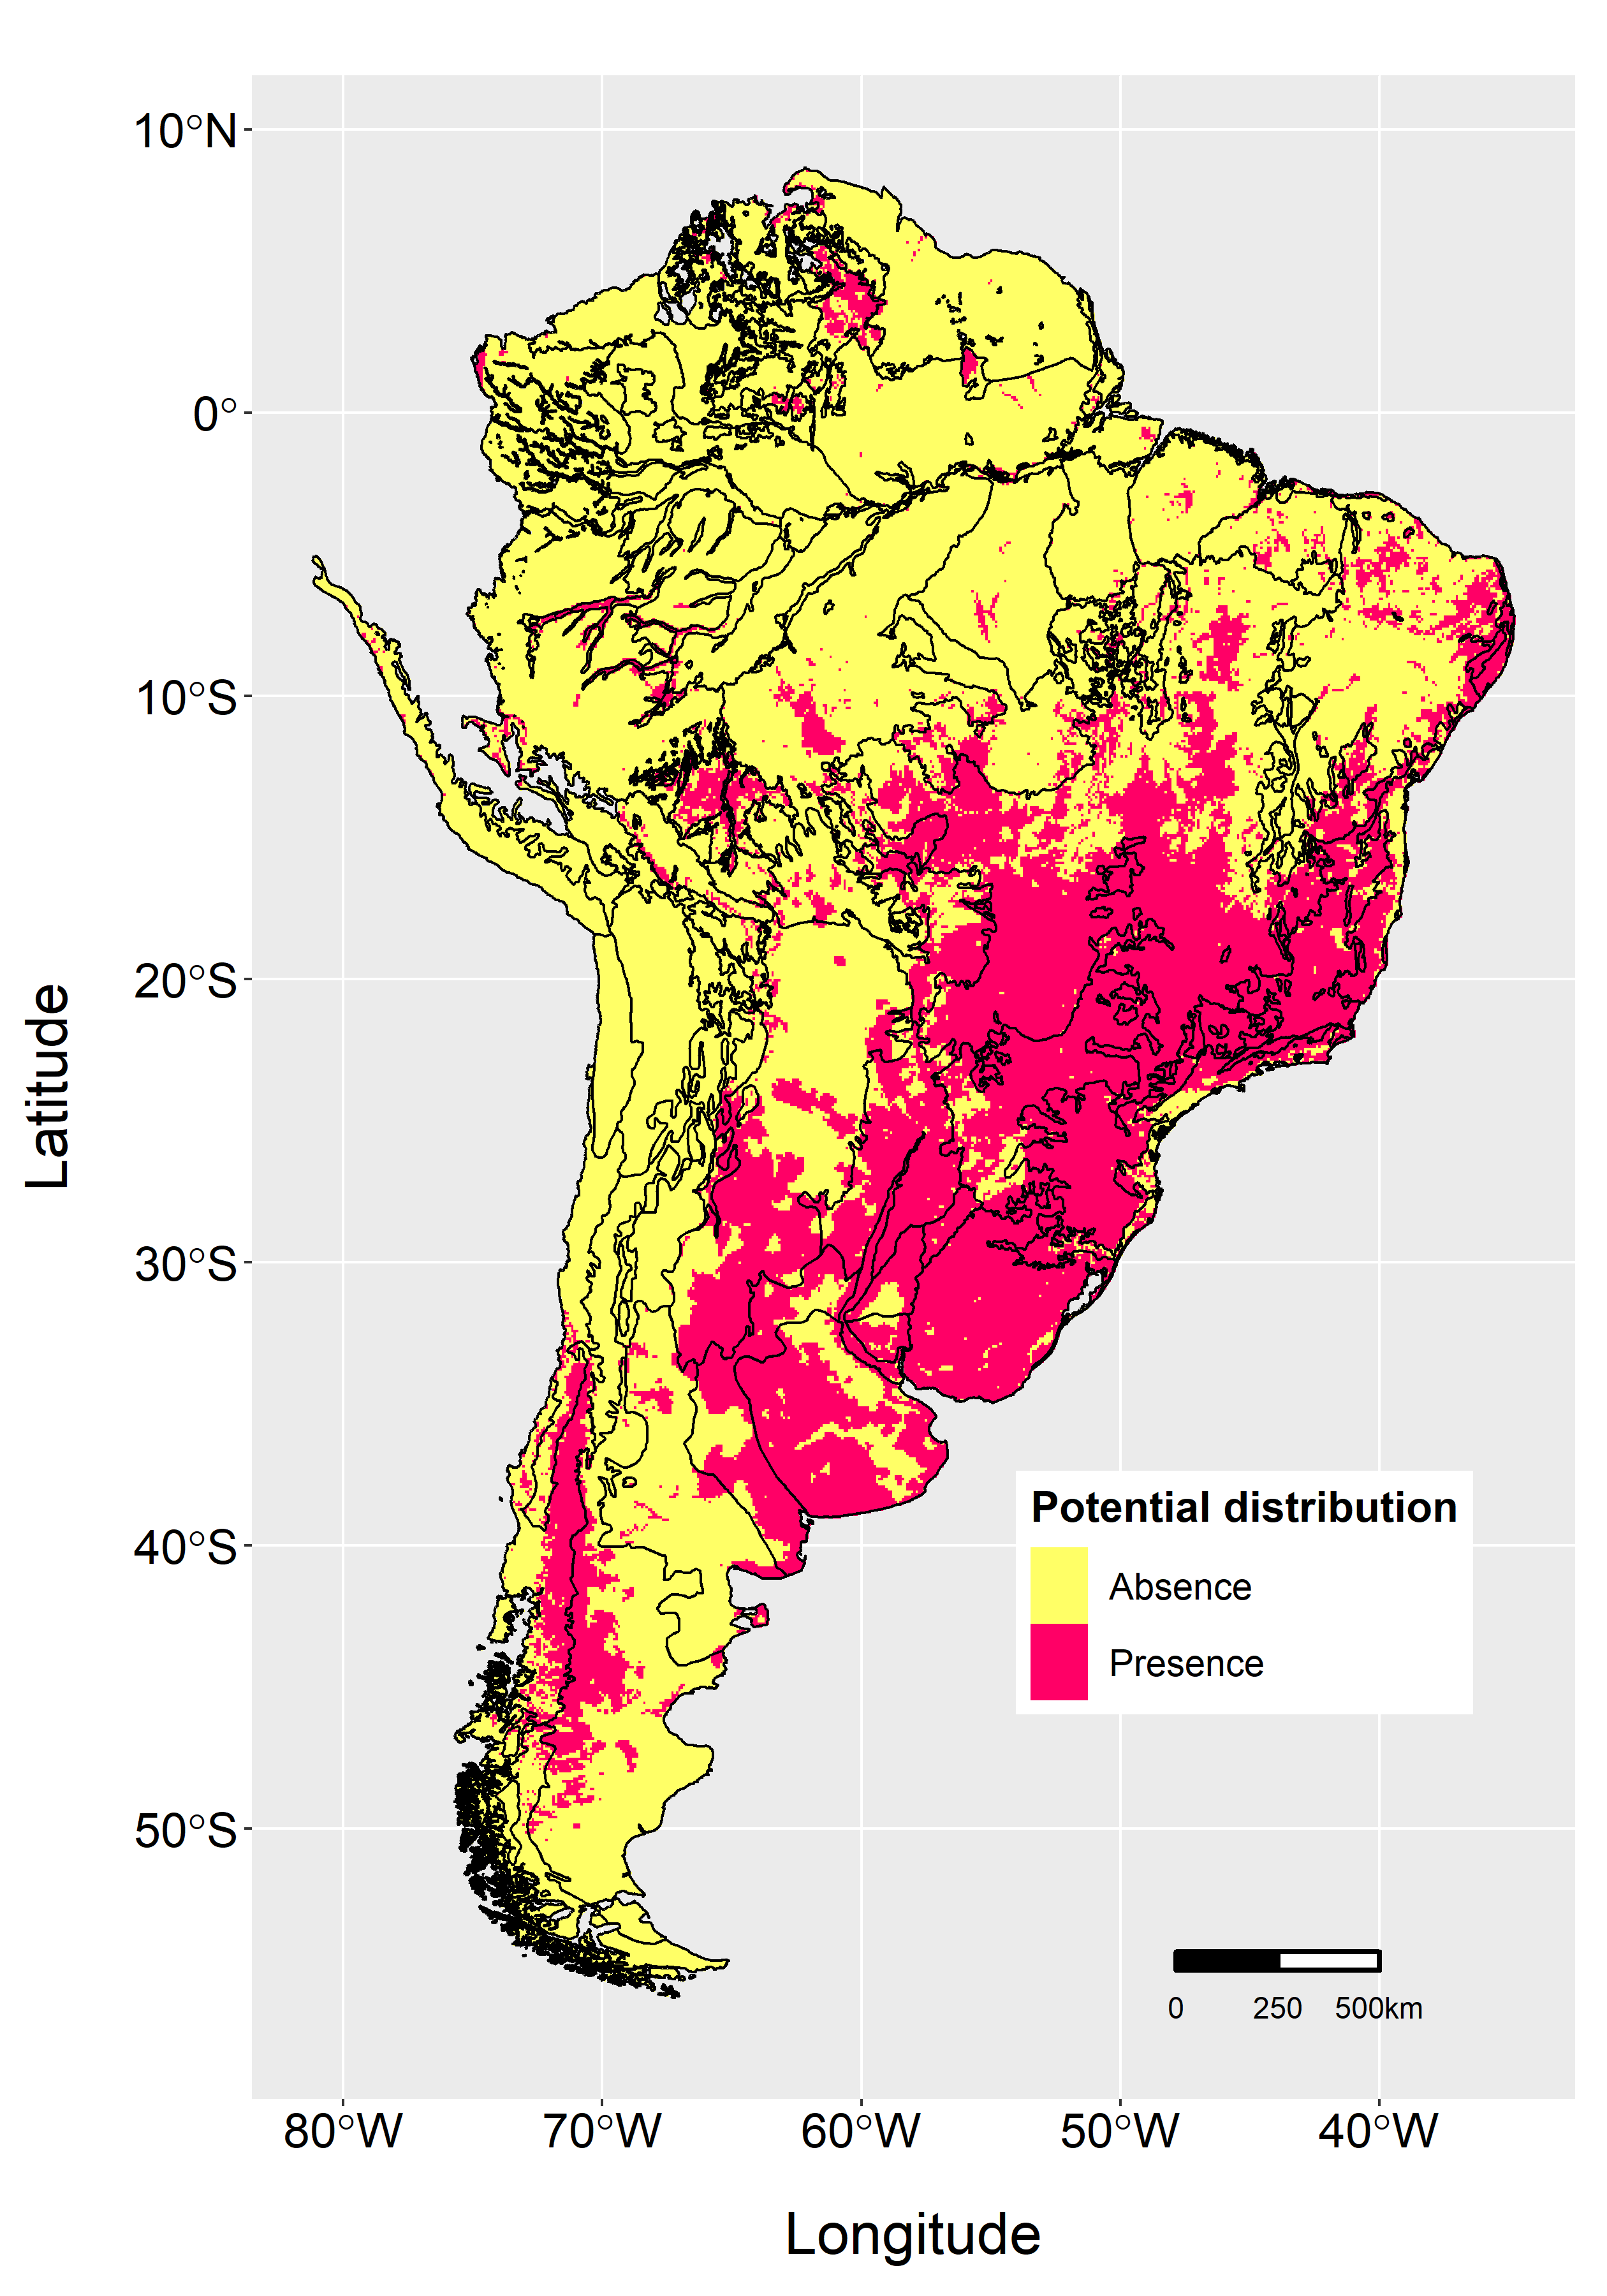 10°N
0°
10°S
20°S
30°S
40°S
50°S
Latitude
Potential distribution
Absence
Presence
0 250 500km
80°W 70°W 60°W 50°W 40°W
Longitude